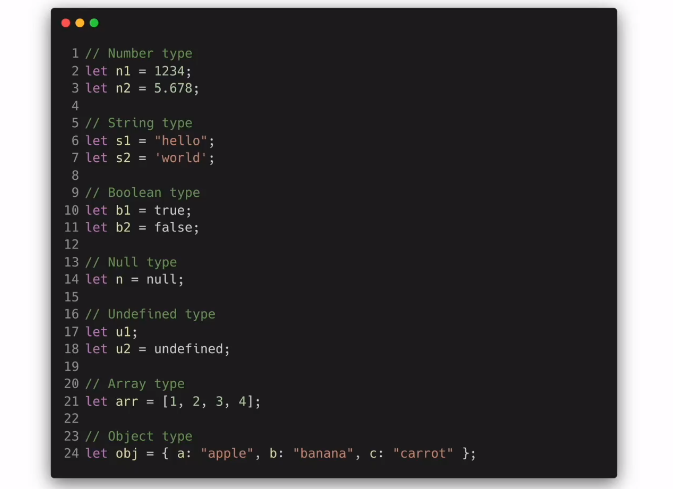 1 // Number type
2 let n1 = 1234;
3 let n2 = 5.678;
4
5 // String type
6 let s1 = "hello";
7 let s2 = 'world';
8
9 // Boolean type
10 let b1 = true;
11 let b2 = false;
12
13 // Null type
14 let n = null;
15
16 // Undefined type
17 let u1;
18 let u2 = undefined;
19
20 // Array type
21 let arr = [1, 2, 3, 4];
22
23 // Object type
24 let obj = { a: "apple", b: "banana", c: "carrot" };